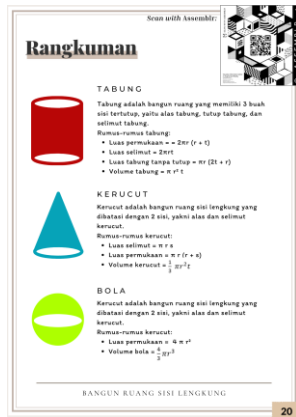 Scan with Assemblr:
Rangkuman
TABUNG
Tabung adalah bangun ruang yang memiliki 3 buah
sisi tertutup, yaitu alas tabung, tutup tabung, dan
selimut tabung.
Rumus-rumus tabung:
• Luas permukaan = = 2πr (r + t)
• Luas selimut = 2πrt
• Luas tabung tanpa tutup = πr (2t + r)
• Volume tabung = π r² t
KERUCUT
Kerucut adalah bangun ruang sisi lengkung yang
dibatasi dengan 2 sisi, yakni alas dan selimut
kerucut.
Rumus-rumus kerucut:
• Luas selimut = π r s
• Luas permukaan = π r (r + s)
• Volume kerucut = 1/3 πr²t
BOLA
Kerucut adalah bangun ruang sisi lengkung yang
dibatasi dengan 2 sisi, yakni alas dan selimut
kerucut.
Rumus-rumus kerucut:
• Luas permukaan = 4 π r²
• Volume bola = 4/3 πr³
BANGUN RUANG SISI LENGKUNG
20